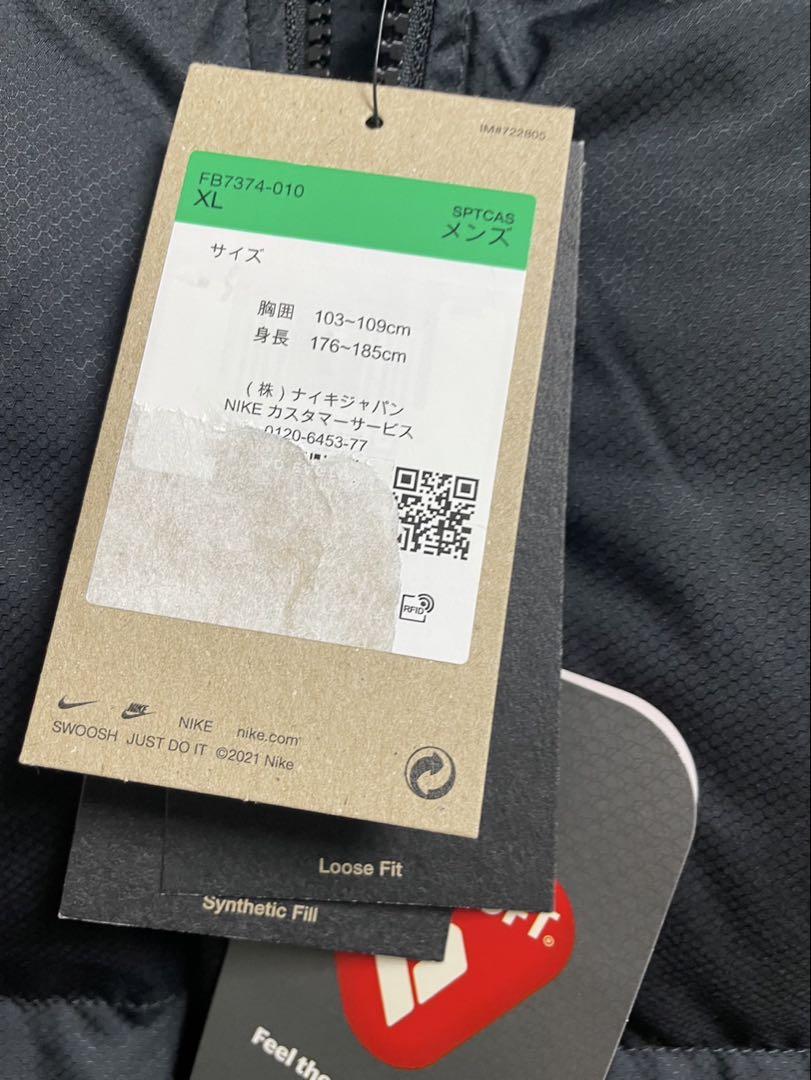 IM#722805
FB7374-010
XL
SPTCAS
メンズ
サイズ
胸囲 103~109cm
身長 176~185cm
(株)ナイキジャパン
NIKE カスタマーサービス
0120-6453-77
RFID
NIKE NIKE nike.com
SWOOSH JUST DO IT ©2021 Nike
Loose Fit
Synthetic Fill
Feel the